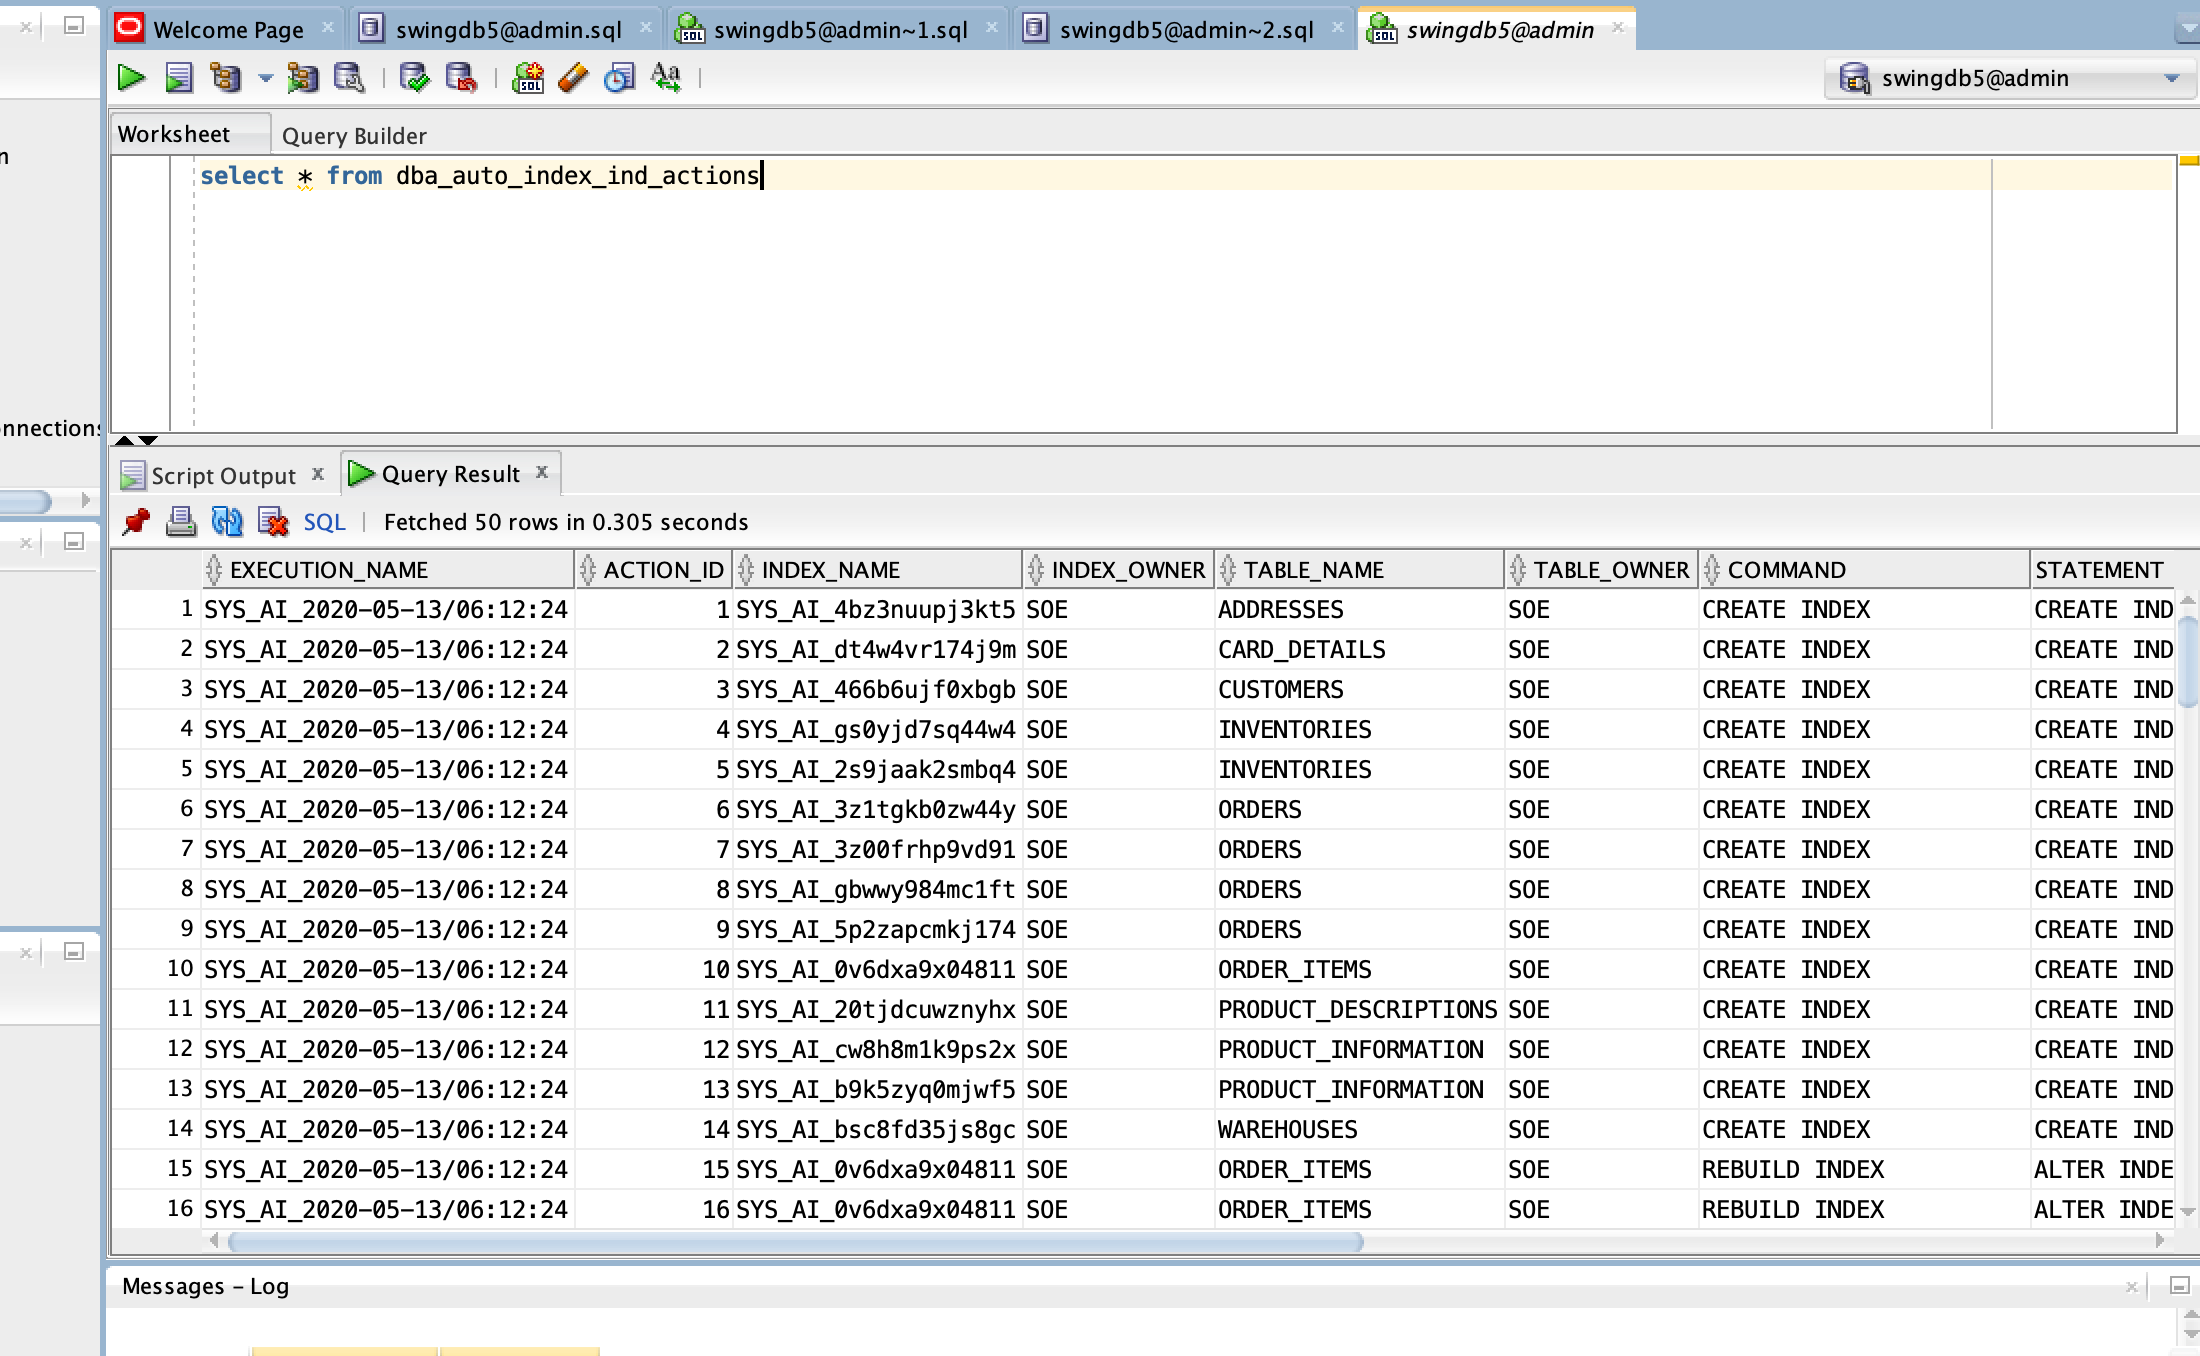 Welcome Page swingdb5@admin.sql swingdb5@admin~1.sql swingdb5@admin~2.sql swingdb5@admin
swingdb5@admin
Worksheet Query Builder
select * from dba_auto_index_ind_actions
nnections
Script Output Query Result
SQL Fetched 50 rows in 0.305 seconds
EXECUTION_NAME ACTION_ID INDEX_NAME INDEX_OWNER TABLE_NAME TABLE_OWNER COMMAND STATEMENT
1 SYS_AI_2020-05-13/06:12:24 1 SYS_AI_4bz3nuupj3kt5 SOE ADDRESSES SOE CREATE INDEX CREATE IND
2 SYS_AI_2020-05-13/06:12:24 2 SYS_AI_dt4w4vr174j9m SOE CARD_DETAILS SOE CREATE INDEX CREATE IND
3 SYS_AI_2020-05-13/06:12:24 3 SYS_AI_466b6ujf0xbgb SOE CUSTOMERS SOE CREATE INDEX CREATE IND
4 SYS_AI_2020-05-13/06:12:24 4 SYS_AI_gs0yjd7sq44w4 SOE INVENTORIES SOE CREATE INDEX CREATE IND
5 SYS_AI_2020-05-13/06:12:24 5 SYS_AI_2s9jaak2smbq4 SOE INVENTORIES SOE CREATE INDEX CREATE IND
6 SYS_AI_2020-05-13/06:12:24 6 SYS_AI_3z1tgkb0zw44y SOE ORDERS SOE CREATE INDEX CREATE IND
7 SYS_AI_2020-05-13/06:12:24 7 SYS_AI_3z00frhp9vd91 SOE ORDERS SOE CREATE INDEX CREATE IND
8 SYS_AI_2020-05-13/06:12:24 8 SYS_AI_gbwwy984mc1ft SOE ORDERS SOE CREATE INDEX CREATE IND
9 SYS_AI_2020-05-13/06:12:24 9 SYS_AI_5p2zapcmkj174 SOE ORDERS SOE CREATE INDEX CREATE IND
10 SYS_AI_2020-05-13/06:12:24 10 SYS_AI_0v6dxa9x04811 SOE ORDER_ITEMS SOE CREATE INDEX CREATE IND
11 SYS_AI_2020-05-13/06:12:24 11 SYS_AI_20tjdcuwznyhx SOE PRODUCT_DESCRIPTIONS SOE CREATE INDEX CREATE IND
12 SYS_AI_2020-05-13/06:12:24 12 SYS_AI_cw8h8m1k9ps2x SOE PRODUCT_INFORMATION SOE CREATE INDEX CREATE IND
13 SYS_AI_2020-05-13/06:12:24 13 SYS_AI_b9k5zyq0mjwf5 SOE PRODUCT_INFORMATION SOE CREATE INDEX CREATE IND
14 SYS_AI_2020-05-13/06:12:24 14 SYS_AI_bsc8fd35js8gc SOE WAREHOUSES SOE CREATE INDEX CREATE IND
15 SYS_AI_2020-05-13/06:12:24 15 SYS_AI_0v6dxa9x04811 SOE ORDER_ITEMS SOE REBUILD INDEX ALTER INDE
16 SYS_AI_2020-05-13/06:12:24 16 SYS_AI_0v6dxa9x04811 SOE ORDER_ITEMS SOE REBUILD INDEX ALTER INDE
Messages - Log